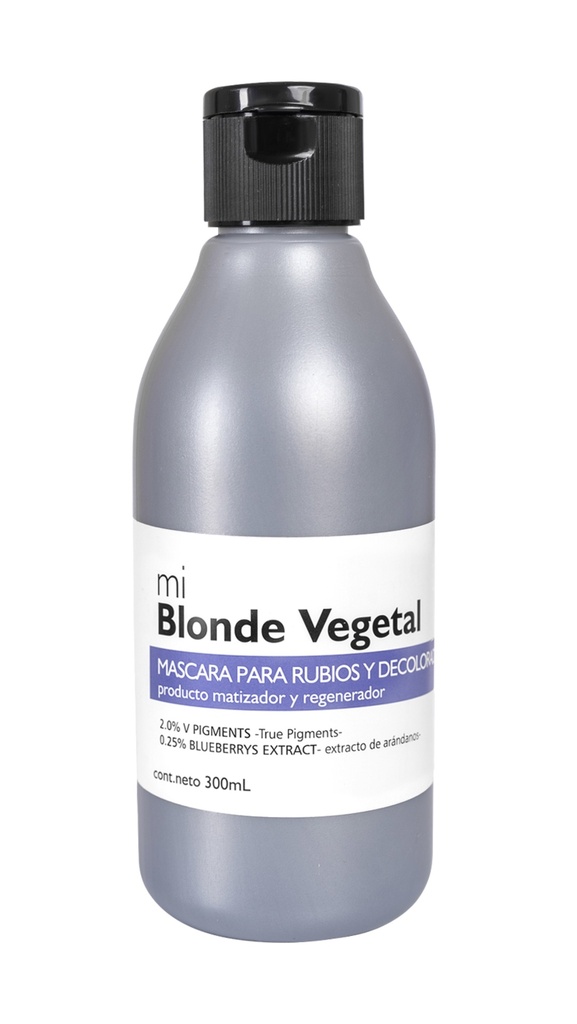 mi
Blonde Vegetal
MASCARA PARA RUBIOS Y DECOLORA
producto matizador y regenerador
2.0% V PIGMENTS -True Pigments-
0.25% BLUEBERRYS EXTRACT- extracto de arándanos-
cont.neto 300mL